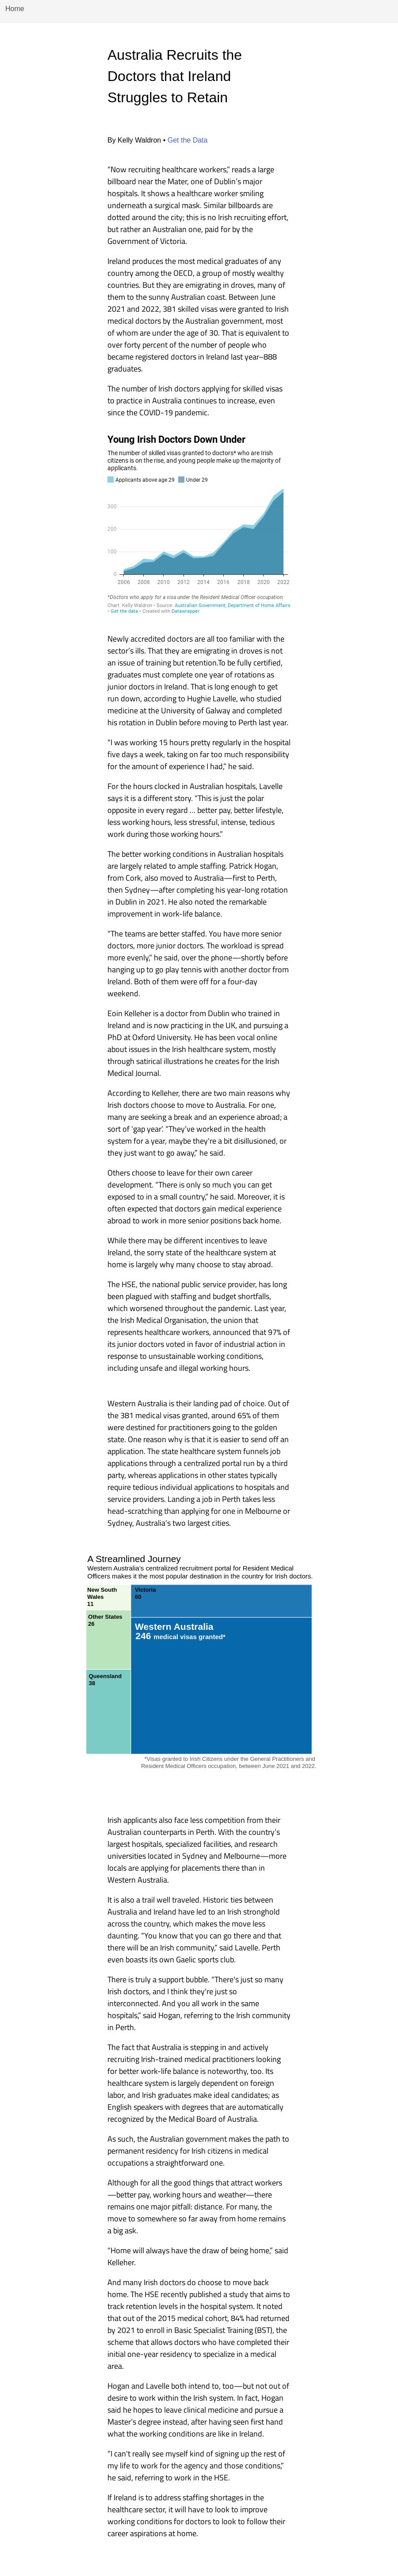 Home
Australia Recruits the
Doctors that Ireland
Struggles to Retain
By Kelly Waldron • Get the Data
“Now recruiting healthcare workers,” reads a large
billboard near the Mater, one of Dublin’s major
hospitals. It shows a healthcare worker smiling
underneath a surgical mask. Similar billboards are
dotted around the city; this is no Irish recruiting effort,
but rather an Australian one, paid for by the
Government of Victoria.
Ireland produces the most medical graduates of any
country among the OECD, a group of mostly wealthy
countries. But they are emigrating in droves, many of
them to the sunny Australian coast. Between June
2021 and 2022, 381 skilled visas were granted to Irish
medical doctors by the Australian government, most
of whom are under the age of 30. That is equivalent to
over forty percent of the number of people who
became registered doctors in Ireland last year–888
graduates.
The number of Irish doctors applying for skilled visas
to practice in Australia continues to increase, even
since the COVID-19 pandemic.
Young Irish Doctors Down Under
The number of skilled visas granted to doctors* who are Irish
citizens is on the rise, and young people make up the majority of
applicants.
Applicants above age 29 Under 29
300
200
100
0
2006 2008 2010 2012 2014 2016 2018 2020 2022
*Doctors who apply for a visa under the Resident Medical Officer occupation.
Chart: Kelly Waldron • Source: Australian Government, Department of Home Affairs
• Get the data • Created with Datawrapper
Newly accredited doctors are all too familiar with the
sector’s ills. That they are emigrating in droves is not
an issue of training but retention.To be fully certified,
graduates must complete one year of rotations as
junior doctors in Ireland. That is long enough to get
run down, according to Hughie Lavelle, who studied
medicine at the University of Galway and completed
his rotation in Dublin before moving to Perth last year.
“I was working 15 hours pretty regularly in the hospital
five days a week, taking on far too much responsibility
for the amount of experience I had,” he said.
For the hours clocked in Australian hospitals, Lavelle
says it is a different story. “This is just the polar
opposite in every regard … better pay, better lifestyle,
less working hours, less stressful, intense, tedious
work during those working hours.”
The better working conditions in Australian hospitals
are largely related to ample staffing. Patrick Hogan,
from Cork, also moved to Australia—first to Perth,
then Sydney—after completing his year-long rotation
in Dublin in 2021. He also noted the remarkable
improvement in work-life balance.
“The teams are better staffed. You have more senior
doctors, more junior doctors. The workload is spread
more evenly,” he said, over the phone—shortly before
hanging up to go play tennis with another doctor from
Ireland. Both of them were off for a four-day
weekend.
Eoin Kelleher is a doctor from Dublin who trained in
Ireland and is now practicing in the UK, and pursuing a
PhD at Oxford University. He has been vocal online
about issues in the Irish healthcare system, mostly
through satirical illustrations he creates for the Irish
Medical Journal.
According to Kelleher, there are two main reasons why
Irish doctors choose to move to Australia. For one,
many are seeking a break and an experience abroad; a
sort of ‘gap year’. “They’ve worked in the health
system for a year, maybe they’re a bit disillusioned, or
they just want to go away,” he said.
Others choose to leave for their own career
development. “There is only so much you can get
exposed to in a small country,” he said. Moreover, it is
often expected that doctors gain medical experience
abroad to work in more senior positions back home.
While there may be different incentives to leave
Ireland, the sorry state of the healthcare system at
home is largely why many choose to stay abroad.
The HSE, the national public service provider, has long
been plagued with staffing and budget shortfalls,
which worsened throughout the pandemic. Last year,
the Irish Medical Organisation, the union that
represents healthcare workers, announced that 97% of
its junior doctors voted in favor of industrial action in
response to unsustainable working conditions,
including unsafe and illegal working hours.
Western Australia is their landing pad of choice. Out of
the 381 medical visas granted, around 65% of them
were destined for practitioners going to the golden
state. One reason why is that it is easier to send off an
application. The state healthcare system funnels job
applications through a centralized portal run by a third
party, whereas applications in other states typically
require tedious individual applications to hospitals and
service providers. Landing a job in Perth takes less
head-scratching than applying for one in Melbourne or
Sydney, Australia’s two largest cities.
A Streamlined Journey
Western Australia's centralized recruitment portal for Resident Medical
Officers makes it the most popular destination in the country for Irish doctors.
New South
Wales
11
Victoria
60
Other States
26
Western Australia
246 medical visas granted*
Queensland
38
*Visas granted to Irish Citizens under the General Practitioners and
Resident Medical Officers occupation, between June 2021 and 2022.
Irish applicants also face less competition from their
Australian counterparts in Perth. With the country’s
largest hospitals, specialized facilities, and research
universities located in Sydney and Melbourne—more
locals are applying for placements there than in
Western Australia.
It is also a trail well traveled. Historic ties between
Australia and Ireland have led to an Irish stronghold
across the country, which makes the move less
daunting. “You know that you can go there and that
there will be an Irish community,” said Lavelle. Perth
even boasts its own Gaelic sports club.
There is truly a support bubble. “There’s just so many
Irish doctors, and I think they’re just so
interconnected. And you all work in the same
hospitals,” said Hogan, referring to the Irish community
in Perth.
The fact that Australia is stepping in and actively
recruiting Irish-trained medical practitioners looking
for better work-life balance is noteworthy, too. Its
healthcare system is largely dependent on foreign
labor, and Irish graduates make ideal candidates; as
English speakers with degrees that are automatically
recognized by the Medical Board of Australia.
As such, the Australian government makes the path to
permanent residency for Irish citizens in medical
occupations a straightforward one.
Although for all the good things that attract workers
—better pay, working hours and weather—there
remains one major pitfall: distance. For many, the
move to somewhere so far away from home remains
a big ask.
“Home will always have the draw of being home,” said
Kelleher.
And many Irish doctors do choose to move back
home. The HSE recently published a study that aims to
track retention levels in the hospital system. It noted
that out of the 2015 medical cohort, 84% had returned
by 2021 to enroll in Basic Specialist Training (BST), the
scheme that allows doctors who have completed their
initial one-year residency to specialize in a medical
area.
Hogan and Lavelle both intend to, too—but not out of
desire to work within the Irish system. In fact, Hogan
said he hopes to leave clinical medicine and pursue a
Master’s degree instead, after having seen first hand
what the working conditions are like in Ireland.
“I can’t really see myself kind of signing up the rest of
my life to work for the agency and those conditions,”
he said, referring to work in the HSE.
If Ireland is to address staffing shortages in the
healthcare sector, it will have to look to improve
working conditions for doctors to look to follow their
career aspirations at home.